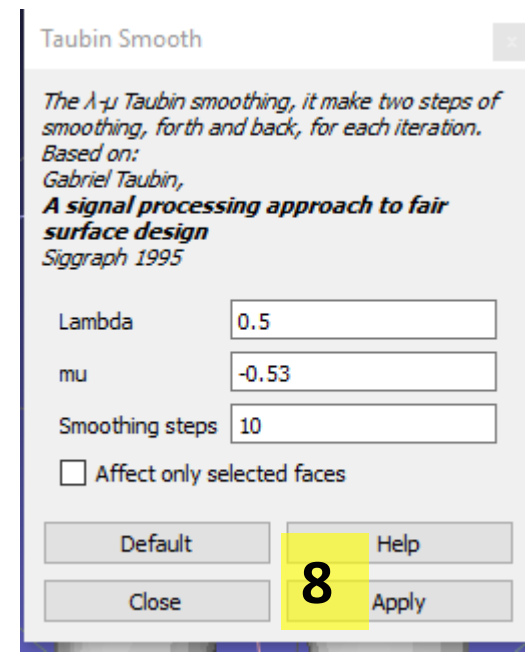 Taubin Smooth
The λ-μ Taubin smoothing, it make two steps of
smoothing, forth and back, for each iteration.
Based on:
Gabriel Taubin,
A signal processing approach to fair
surface design
Siggraph 1995
Lambda 0.5
mu -0.53
Smoothing steps 10
Affect only selected faces
Default Help
Close 8 Apply